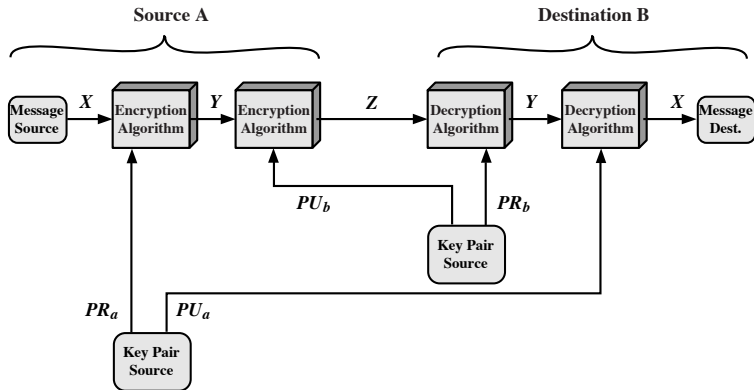 Source A
Destination B
Message
Source
X
Encryption
Algorithm
Y
Encryption
Algorithm
Z
Decryption
Algorithm
Y
Decryption
Algorithm
X
Message
Dest.
PUb
PRb
Key Pair
Source
PRa
PUa
Key Pair
Source